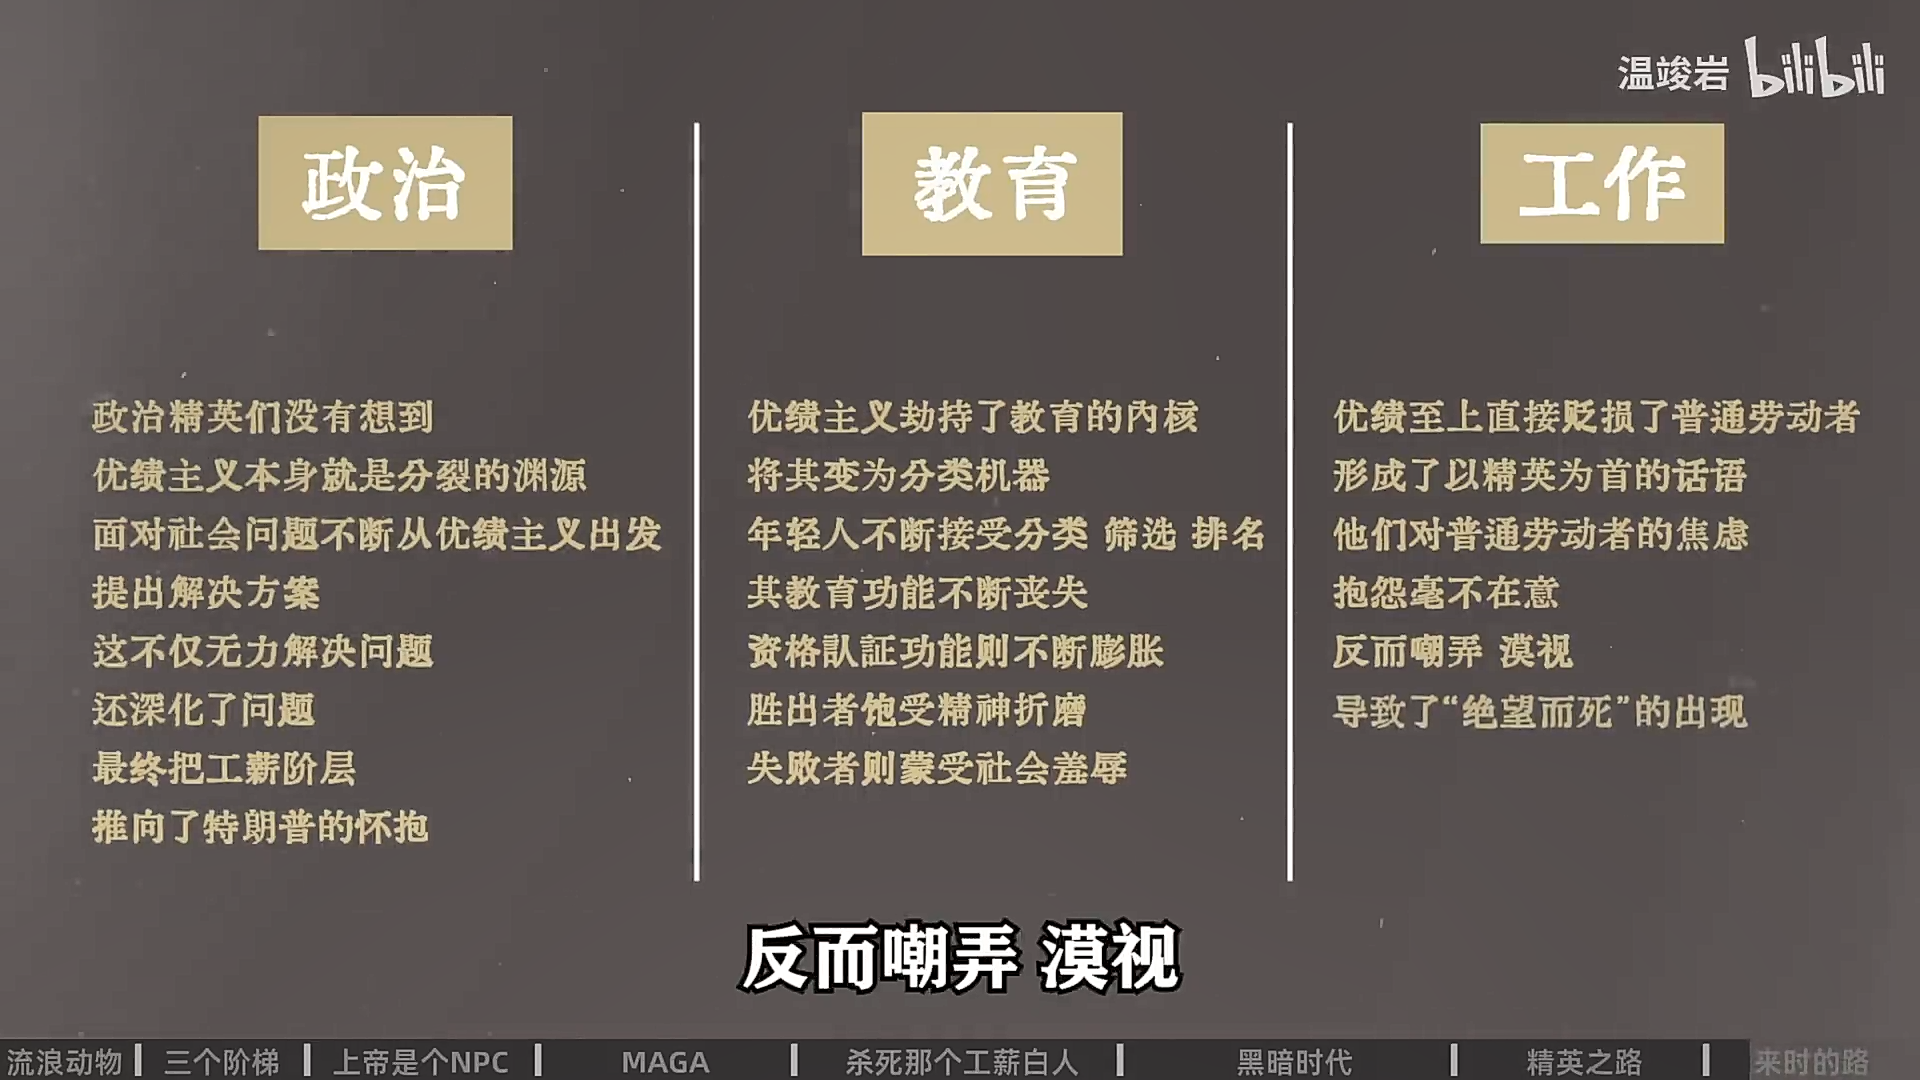 温竣岩 bilibili
政治
政治精英们没有想到
优绩主义本身就是分裂的渊源
面对社会问题不断从优绩主义出发
提出解决方案
这不仅无力解决问题
还深化了问题
最终把工薪阶层
推向了特朗普的怀抱
教育
优绩主义劫持了教育的内核
将其变为分类机器
年轻人不断接受分类 筛选 排名
其教育功能不断丧失
资格認証功能则不断膨胀
胜出者饱受精神折磨
失败者则蒙受社会羞辱
工作
优绩至上直接贬损了普通劳动者
形成了以精英为首的话语
他们对普通劳动者的焦虑
抱怨毫不在意
反而嘲弄 漠视
导致了“绝望而死”的出现
反而嘲弄 漠视
流浪动物
三个阶梯
上帝是个NPC
MAGA
杀死那个工薪白人
黑暗时代
精英之路
来时的路